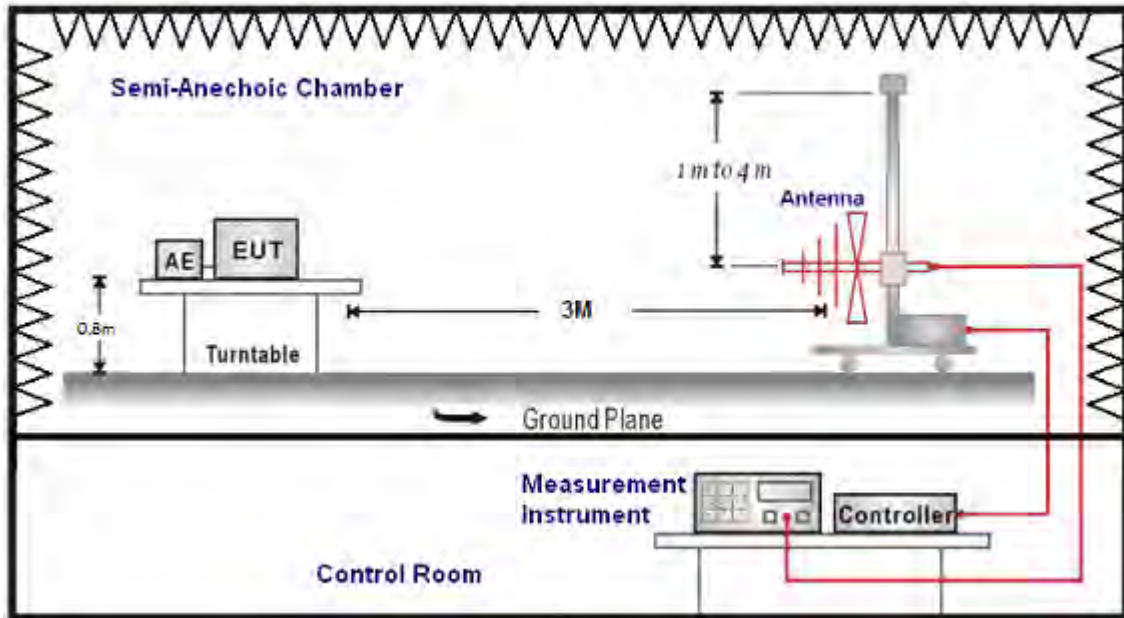 Semi-Anechoic Chamber
1 m to 4 m
Antenna
AE
EUT
0.8m
3M
Turntable
Ground Plane
Measurement
Instrument
Controller
Control Room